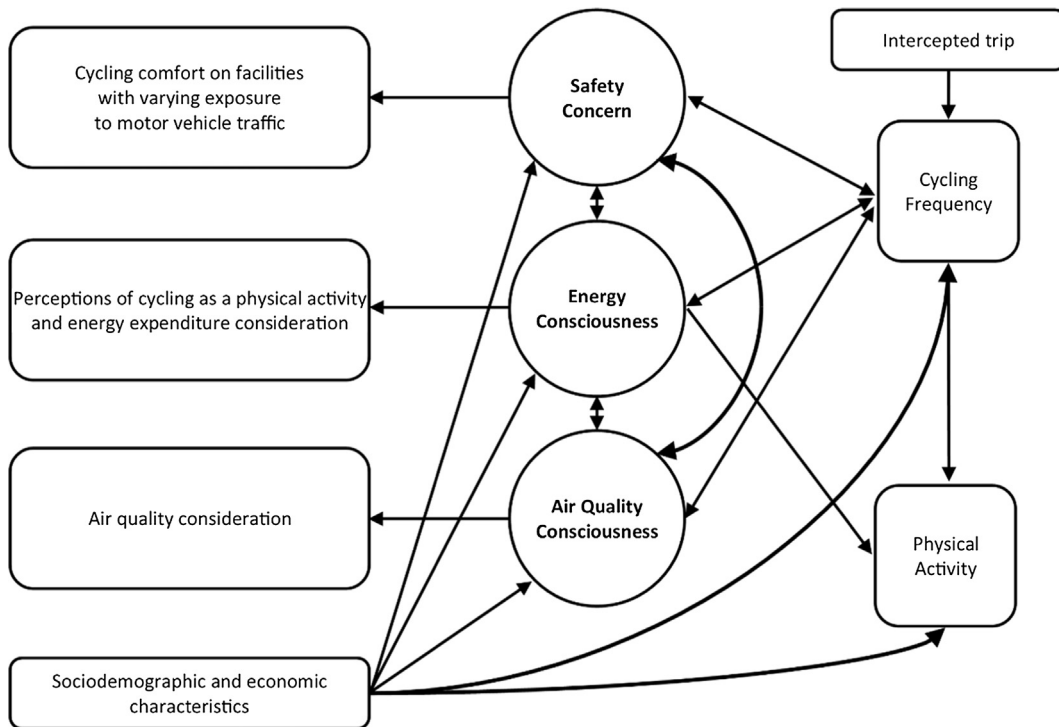 Cycling comfort on facilities
with varying exposure
to motor vehicle traffic
Safety
Concern
Intercepted trip
Cycling
Frequency
Perceptions of cycling as a physical activity
and energy expenditure consideration
Energy
Consciousness
Air quality consideration
Air Quality
Consciousness
Physical
Activity
Sociodemographic and economic
characteristics